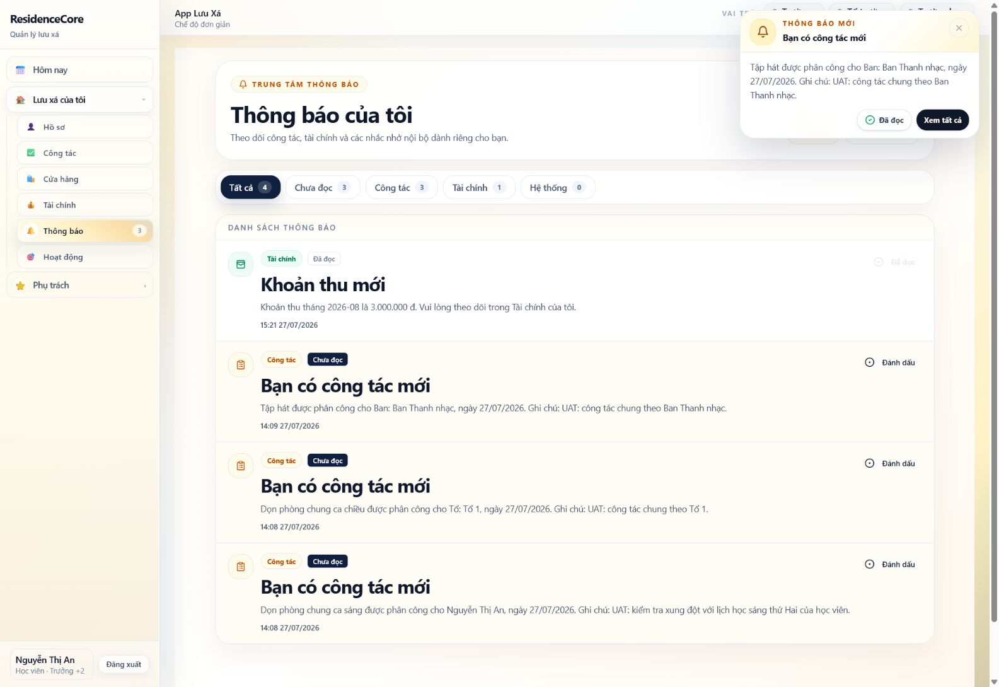 ResidenceCore
Quản lý lưu xá
Hôm nay
Lưu xá của tôi
Hồ sơ
Công tác
Cửa hàng
Tài chính
Thông báo 3
Hoạt động
Phụ trách
Nguyễn Thị An
Học viên · Trưởng +2
Đăng xuất
App Lưu Xá
Chế độ đơn giản
THÔNG BÁO MỚI
Bạn có công tác mới
Tập hát được phân công cho Ban: Ban Thanh nhạc, ngày
27/07/2026. Ghi chú: UAT: công tác chung theo Ban
Thanh nhạc.
Đã đọc
Xem tất cả
TRUNG TÂM THÔNG BÁO
Thông báo của tôi
Theo dõi công tác, tài chính và các nhắc nhở nội bộ dành riêng cho bạn.
Tất cả 4
Chưa đọc 3
Công tác 3
Tài chính 1
Hệ thống 0
DANH SÁCH THÔNG BÁO
Tài chính Đã đọc
Đã đọc
Khoản thu mới
Khoản thu tháng 2026-08 là 3.000.000 đ. Vui lòng theo dõi trong Tài chính của tôi.
15:21 27/07/2026
Công tác Chưa đọc
Đánh dấu
Bạn có công tác mới
Tập hát được phân công cho Ban: Ban Thanh nhạc, ngày 27/07/2026. Ghi chú: UAT: công tác chung theo Ban Thanh nhạc.
14:09 27/07/2026
Công tác Chưa đọc
Đánh dấu
Bạn có công tác mới
Dọn phòng chung ca chiều được phân công cho Tổ: Tổ 1, ngày 27/07/2026. Ghi chú: UAT: công tác chung theo Tổ 1.
14:08 27/07/2026
Công tác Chưa đọc
Đánh dấu
Bạn có công tác mới
Dọn phòng chung ca sáng được phân công cho Nguyễn Thị An, ngày 27/07/2026. Ghi chú: UAT: kiểm tra xung đột với lịch học sáng thứ Hai của học viên.
14:08 27/07/2026